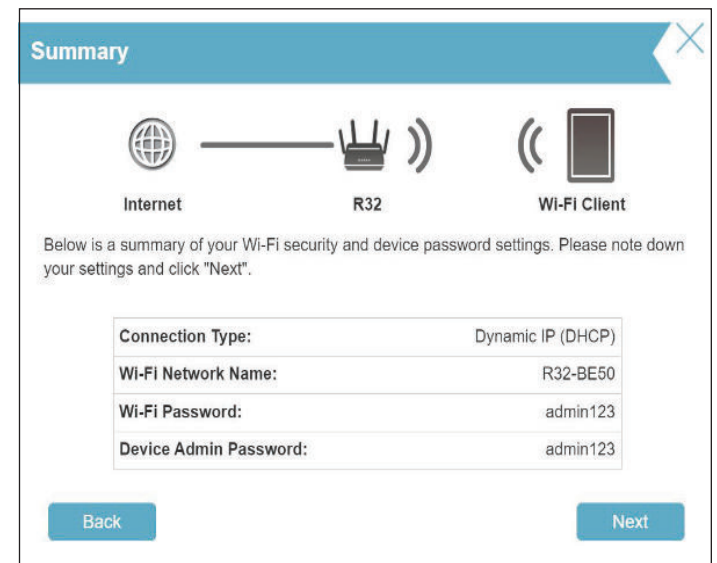 Summary
Internet
R32
Wi-Fi Client
Below is a summary of your Wi-Fi security and device password settings. Please note down
your settings and click "Next".
Connection Type: Dynamic IP (DHCP)
Wi-Fi Network Name: R32-BE50
Wi-Fi Password: admin123
Device Admin Password: admin123
Back
Next